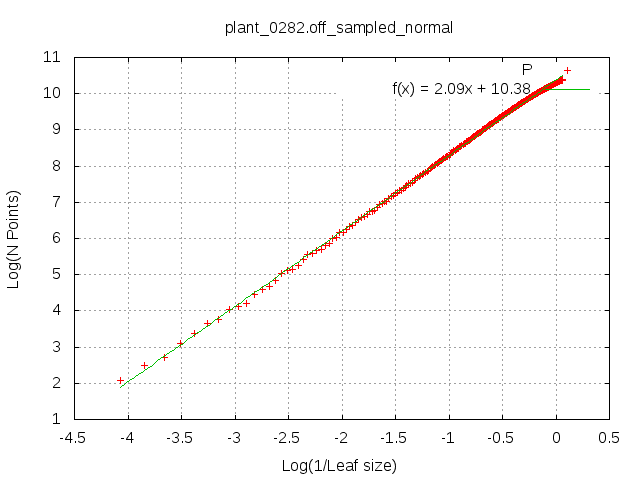 plant_0282.off_sampled_normal
P
f(x) = 2.09x + 10.38
Log(N Points)
11
10
9
8
7
6
5
4
3
2
1
-4.5 -4 -3.5 -3 -2.5 -2 -1.5 -1 -0.5 0 0.5
Log(1/Leaf size)